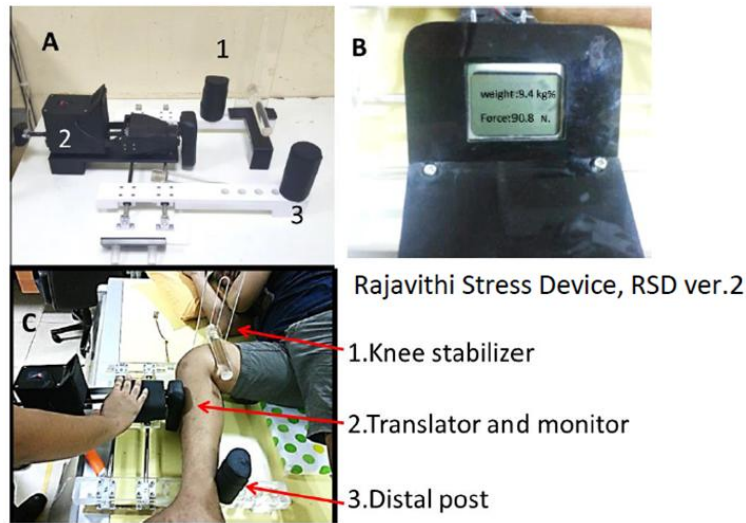 A
1
2
3
B
weight:9.4 kg%
Force:90.8 N.
Rajavithi Stress Device, RSD ver.2
C
1.Knee stabilizer
2.Translator and monitor
3.Distal post